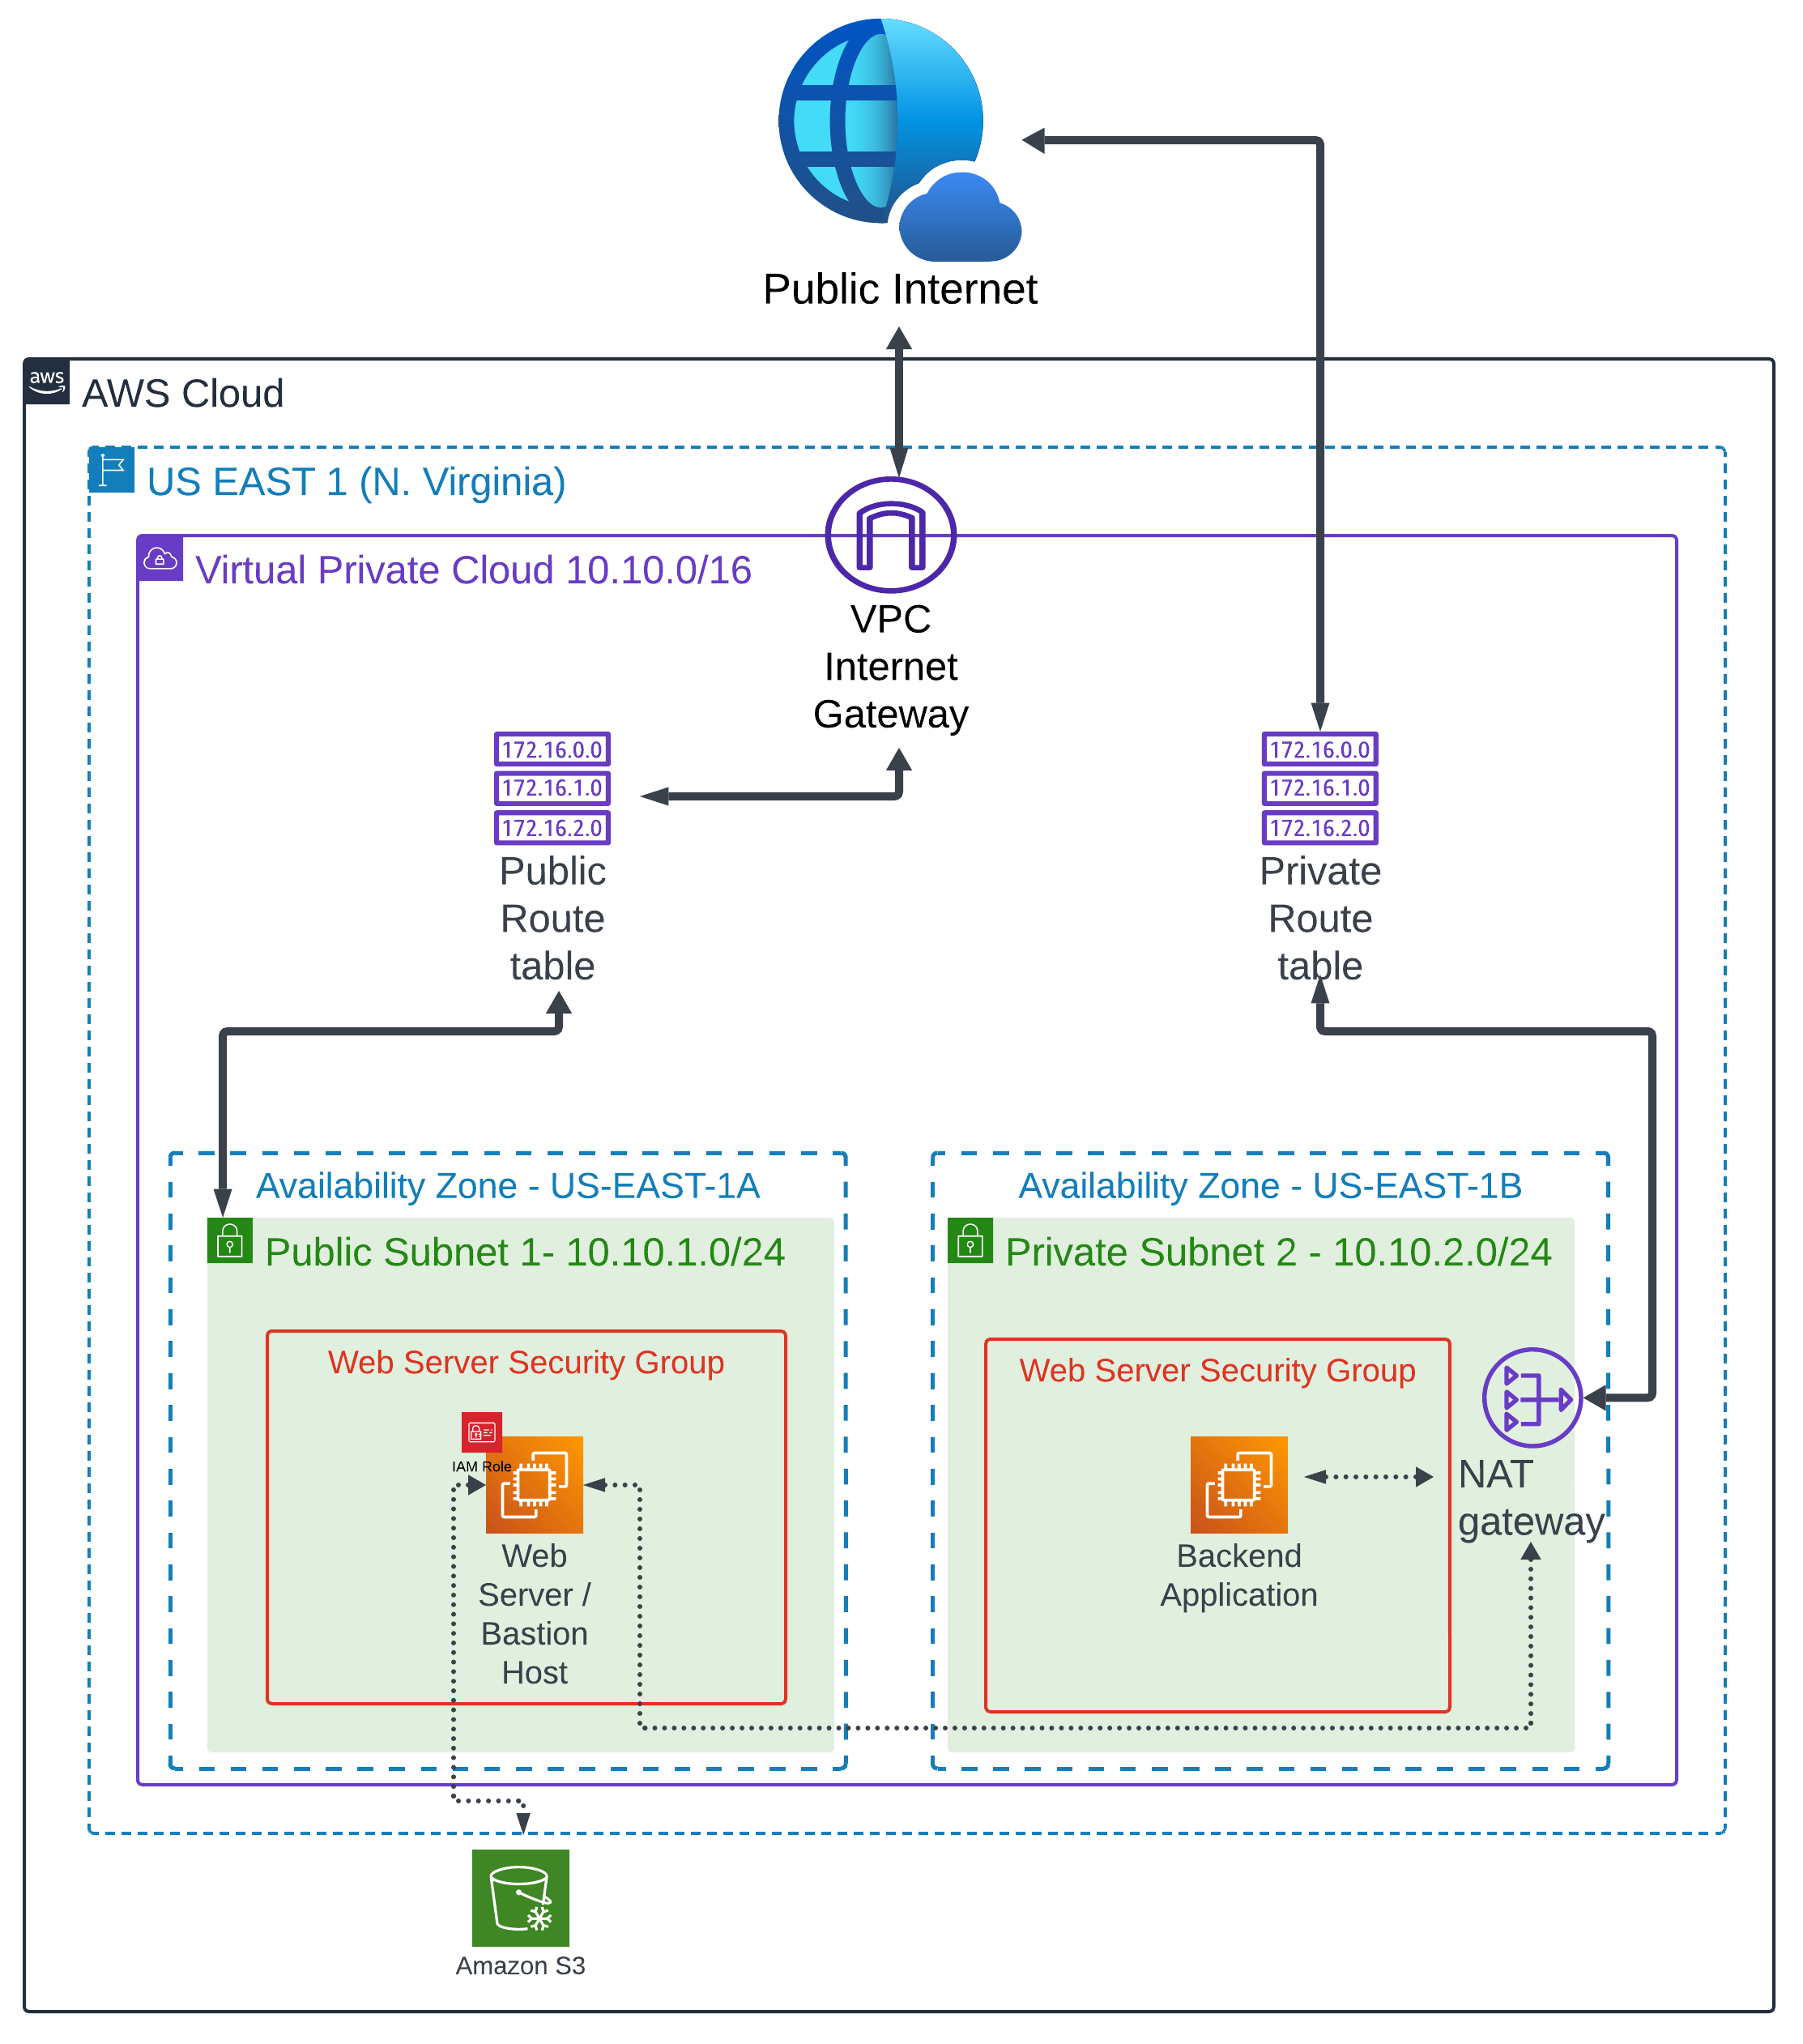 Public Internet
aws
AWS Cloud
US EAST 1 (N. Virginia)
Virtual Private Cloud 10.10.0/16
VPC
Internet
Gateway
172.16.0.0
172.16.1.0
172.16.2.0
Public
Route
table
172.16.0.0
172.16.1.0
172.16.2.0
Private
Route
table
Availability Zone - US-EAST-1A
Public Subnet 1- 10.10.1.0/24
Web Server Security Group
IAM Role
Web
Server /
Bastion
Host
Availability Zone - US-EAST-1B
Private Subnet 2 - 10.10.2.0/24
Web Server Security Group
Backend
Application
NAT
gateway
Amazon S3